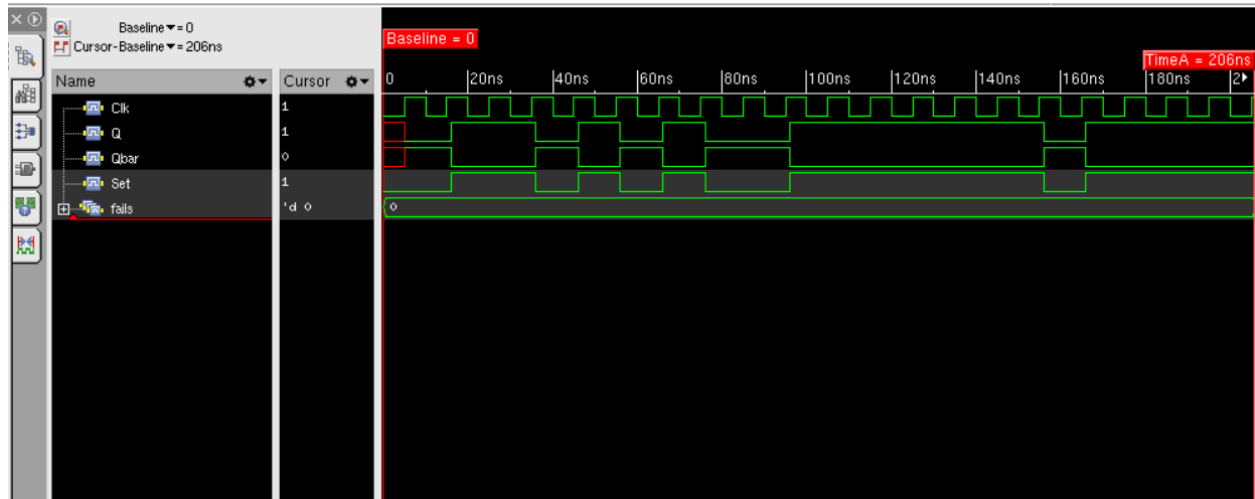 Baseline▼= 0
Cursor-Baseline▼= 206ns
Baseline = 0
TimeA = 206ns
Name Cursor 0 20ns 40ns 60ns 80ns 100ns 120ns 140ns 160ns 180ns 2
Clk 1
Q 1
Qbar 0
Set 1
fails 'd 0 0